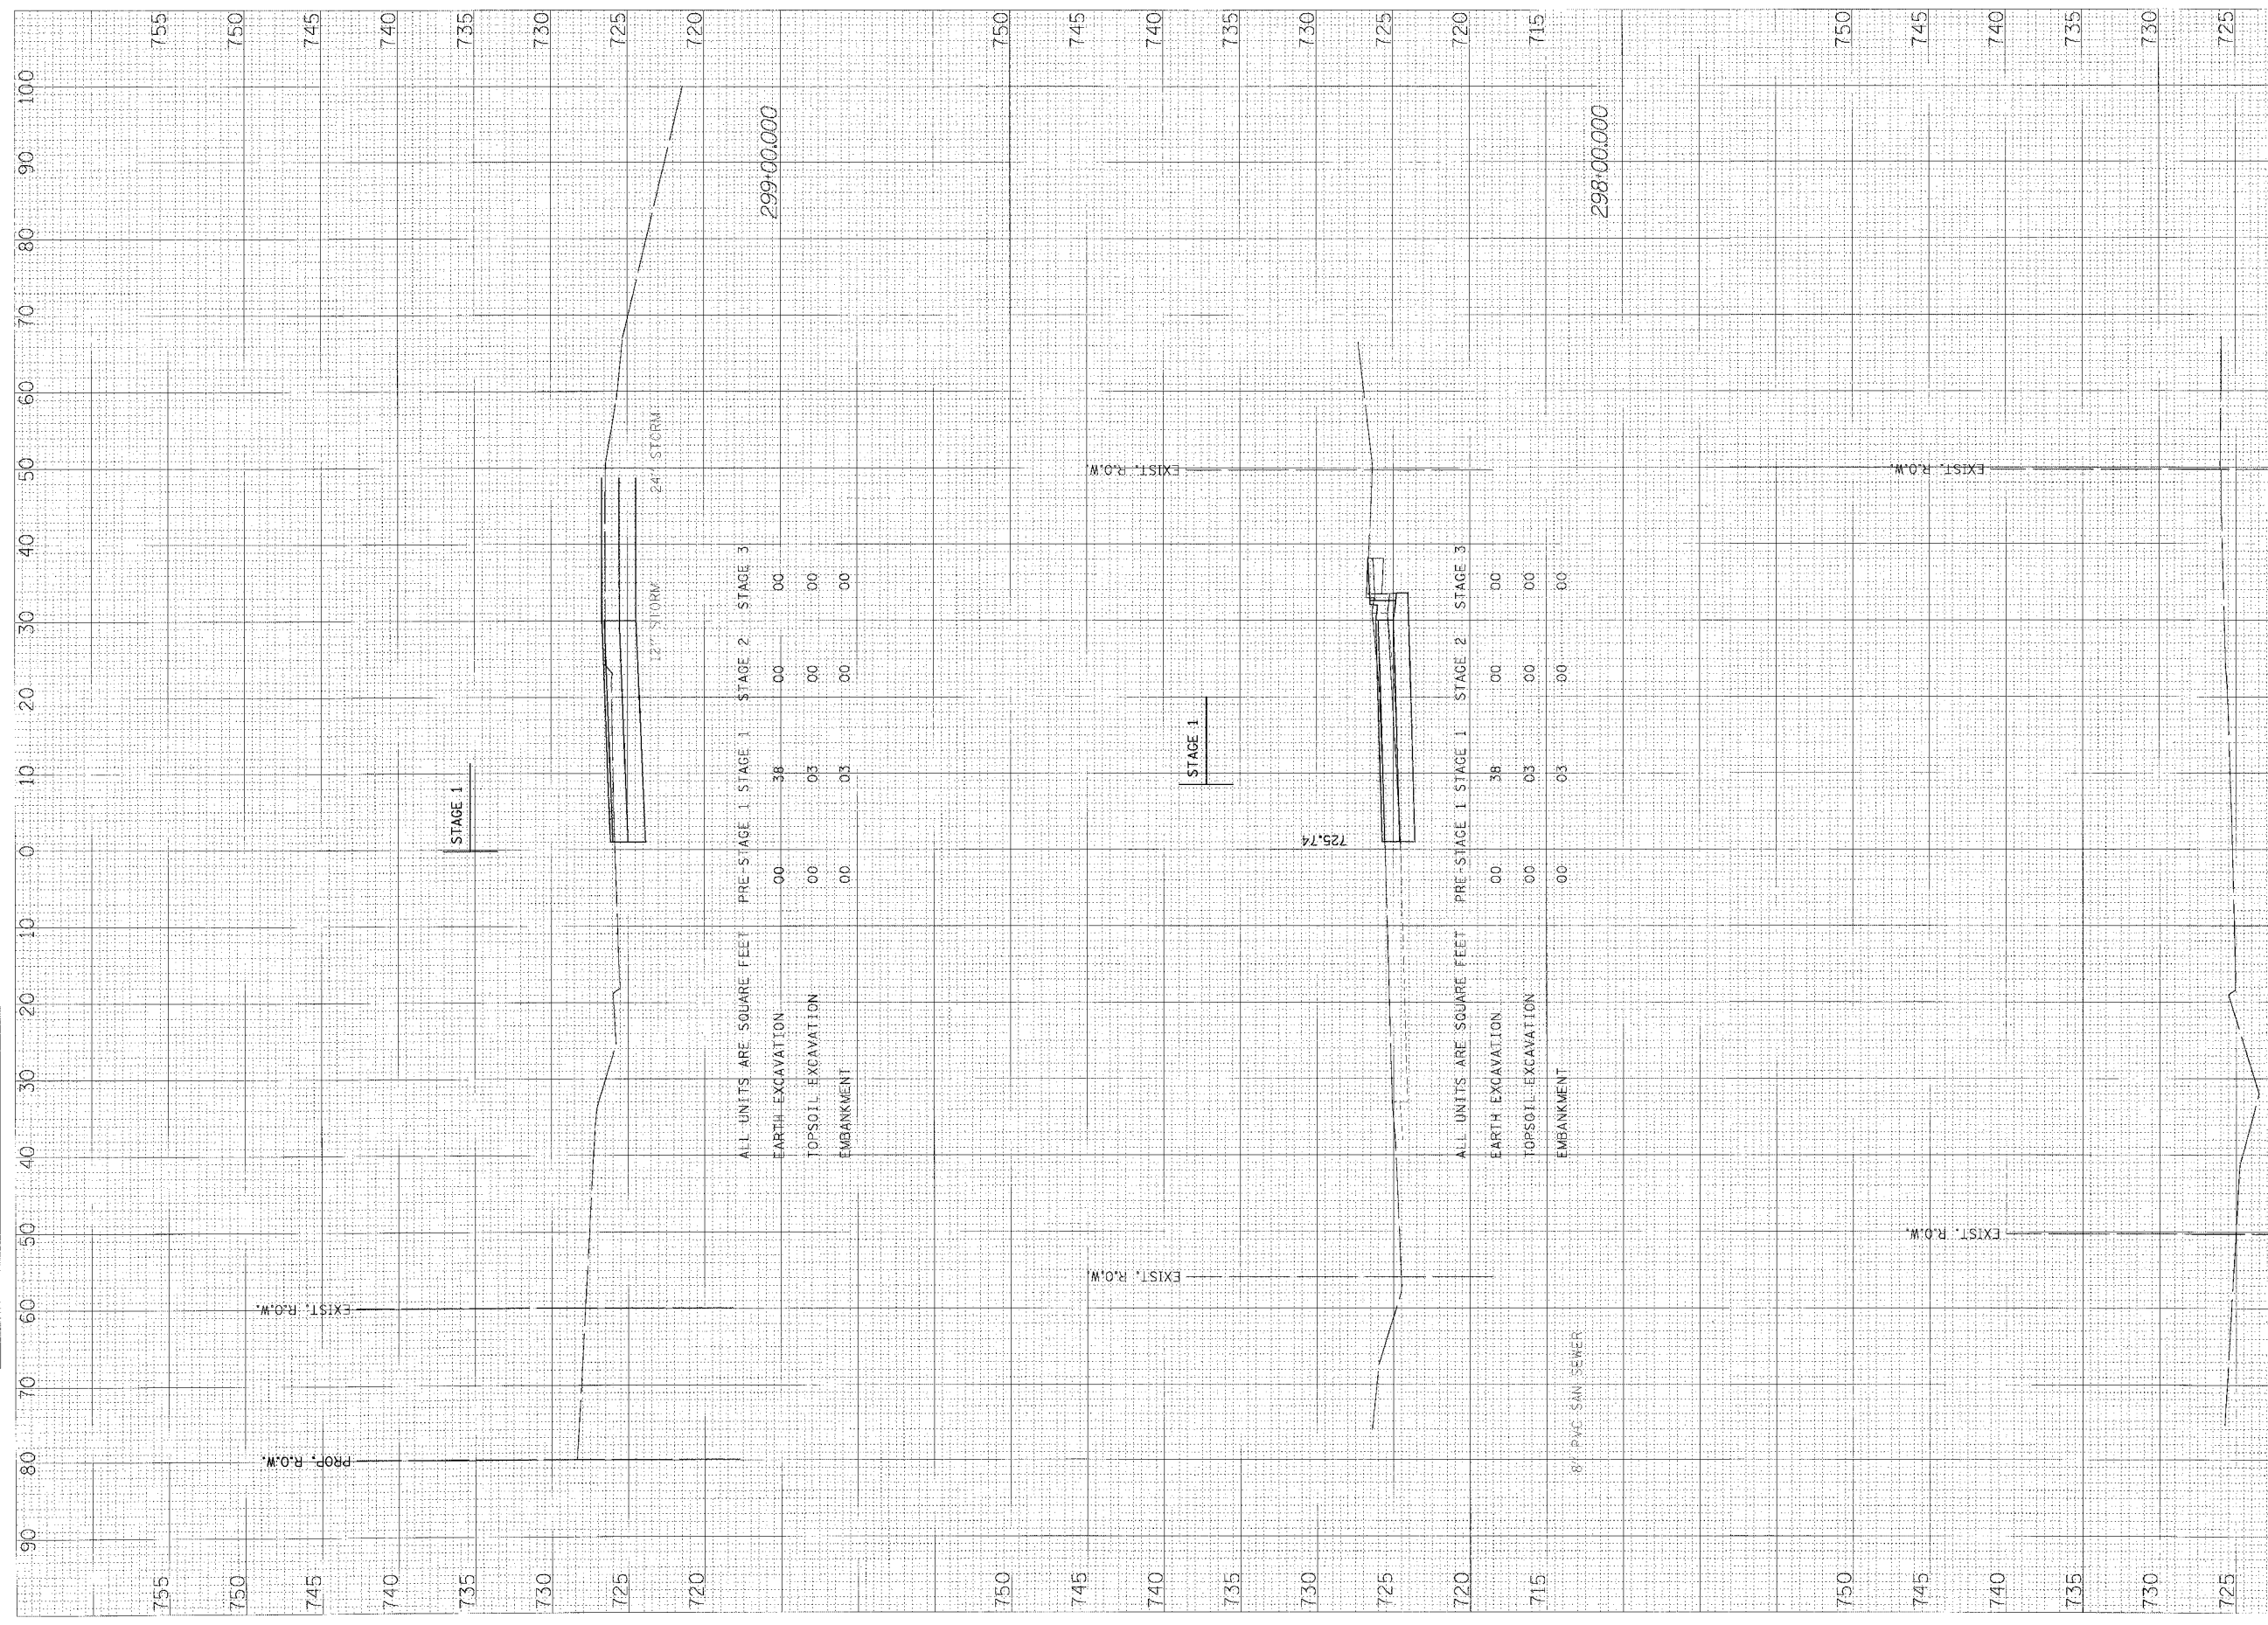 90 80 70 60 50 40 30 20 10 0 10 20 30 40 50 60 70 80 90 100
755 755
750 750
745 745
740 740
735 735
730 730
725 725
720 720
PROP. R.O.W.
EXIST. R.O.W.
STAGE 1
12" STORM 24" STORM
ALL UNITS ARE SQUARE FEET PRE-STAGE 1 STAGE 1 STAGE 2 STAGE 3
EARTH EXCAVATION 00 38 00 00
TOPSOIL EXCAVATION 00 03 00 00
EMBANKMENT 00 03 00 00
299+00.000
750 750
745 745
740 740
735 735
730 730
725 725
720 720
715 715
EXIST. R.O.W. EXIST. R.O.W.
STAGE 1
725.74
ALL UNITS ARE SQUARE FEET PRE-STAGE 1 STAGE 1 STAGE 2 STAGE 3
EARTH EXCAVATION 00 38 00 00
TOPSOIL EXCAVATION 00 03 00 00
EMBANKMENT 00 03 00 00
8" PVC SAN SEWER
298+00.000
750 750
745 745
740 740
735 735
730 730
725 725
EXIST. R.O.W. EXIST. R.O.W.